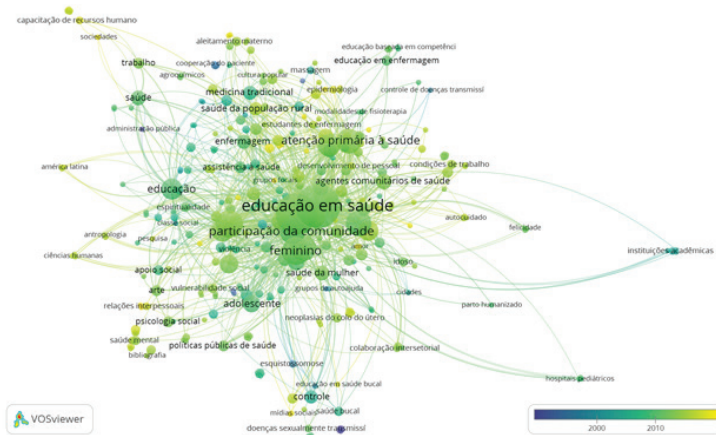 capacitação de recursos humano
sociedades
aleitamento materno
educação baseada em competênci
trabalho
cooperação do paciente
cultura popular
educação em enfermagem
agroquímicos
massagem
medicina tradicional
epidemiologia
controle de doenças transmissí
saúde
saúde da população rural
modalidades de fisioterapia
administração pública
estudantes de enfermagem
enfermagem
atenção primária à saúde
américa latina
assistência à saúde
desenvolvimento de pessoal
condições de trabalho
grupos focais
agentes comunitários de saúde
educação
espiritualidade
educação em saúde
classe social
autocuidado
antropologia
pesquisa
participação da comunidade
felicidade
ciências humanas
violência
feminino
amor
instituições acadêmicas
apoio social
idoso
saúde da mulher
arte
vulnerabilidade social
grupos de autoajuda
cidades
relações interpessoais
adolescente
parto humanizado
psicologia social
neoplasias do colo do útero
saúde mental
políticas públicas de saúde
colaboração intersetorial
bibliografia
esquistossomose
hospitais pediátricos
educação em saúde bucal
controle
mídias sociais
saúde bucal
doenças sexualmente transmissí
VOSviewer
2000
2010